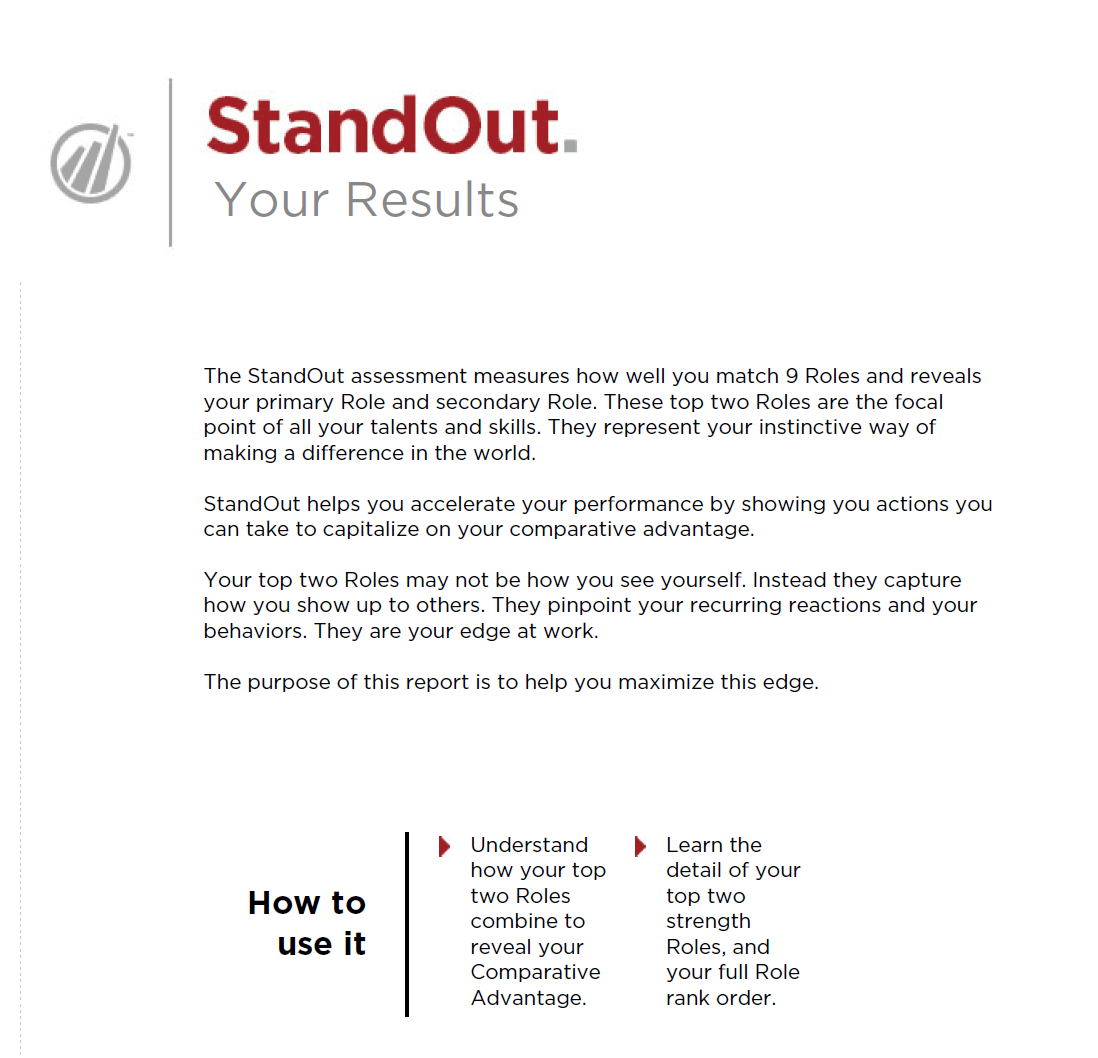 StandOut.
Your Results
The StandOut assessment measures how well you match 9 Roles and reveals
your primary Role and secondary Role. These top two Roles are the focal
point of all your talents and skills. They represent your instinctive way of
making a difference in the world.
StandOut helps you accelerate your performance by showing you actions you
can take to capitalize on your comparative advantage.
Your top two Roles may not be how you see yourself. Instead they capture
how you show up to others. They pinpoint your recurring reactions and your
behaviors. They are your edge at work.
The purpose of this report is to help you maximize this edge.
How to
use it
Understand
how your top
two Roles
combine to
reveal your
Comparative
Advantage.
Learn the
detail of your
top two
strength
Roles, and
your full Role
rank order.